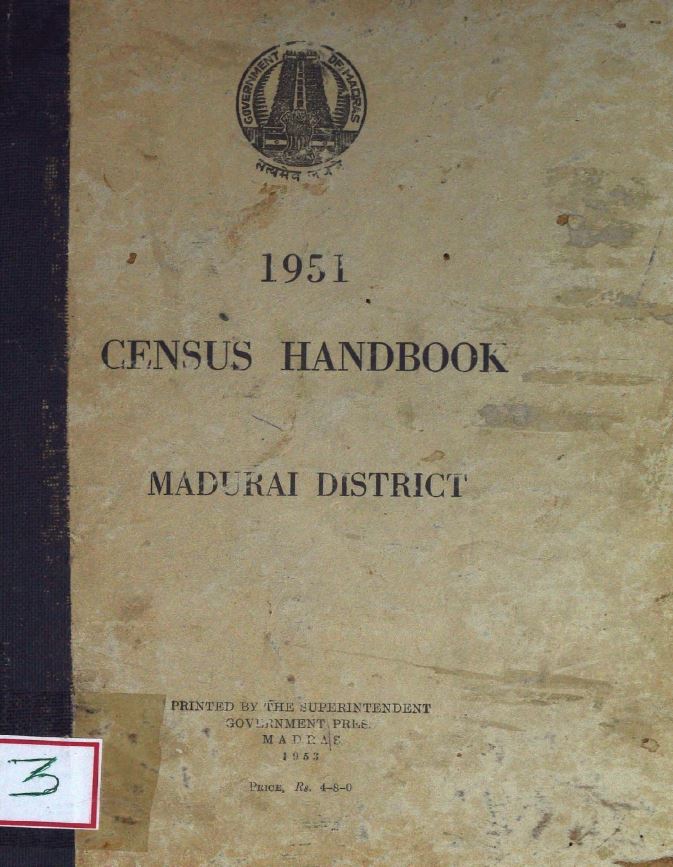 GOVERNMENT OF MADRAS
सत्यमेव जयते
1951
CENSUS HANDBOOK
MADURAI DISTRICT
PRINTED BY THE SUPERINTENDENT
GOVERNMENT PRESS
MADRAS
1953
PRICE, Rs. 4-8-0
3